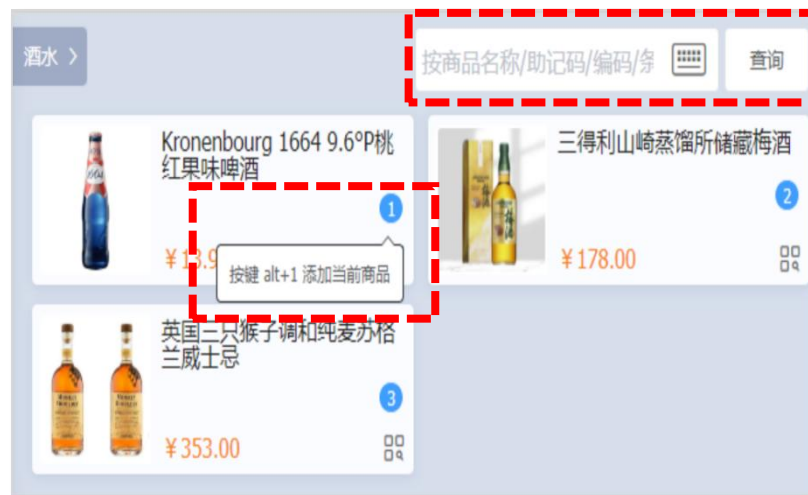 酒水 >
按商品名称/助记码/编码/条
查询
Kronenbourg 1664 9.6°P桃
红果味啤酒
1
¥13.9
按键 alt+1 添加当前商品
三得利山崎蒸馏所储藏梅酒
2
¥178.00
英国三只猴子调和纯麦苏格
兰威士忌
3
¥353.00